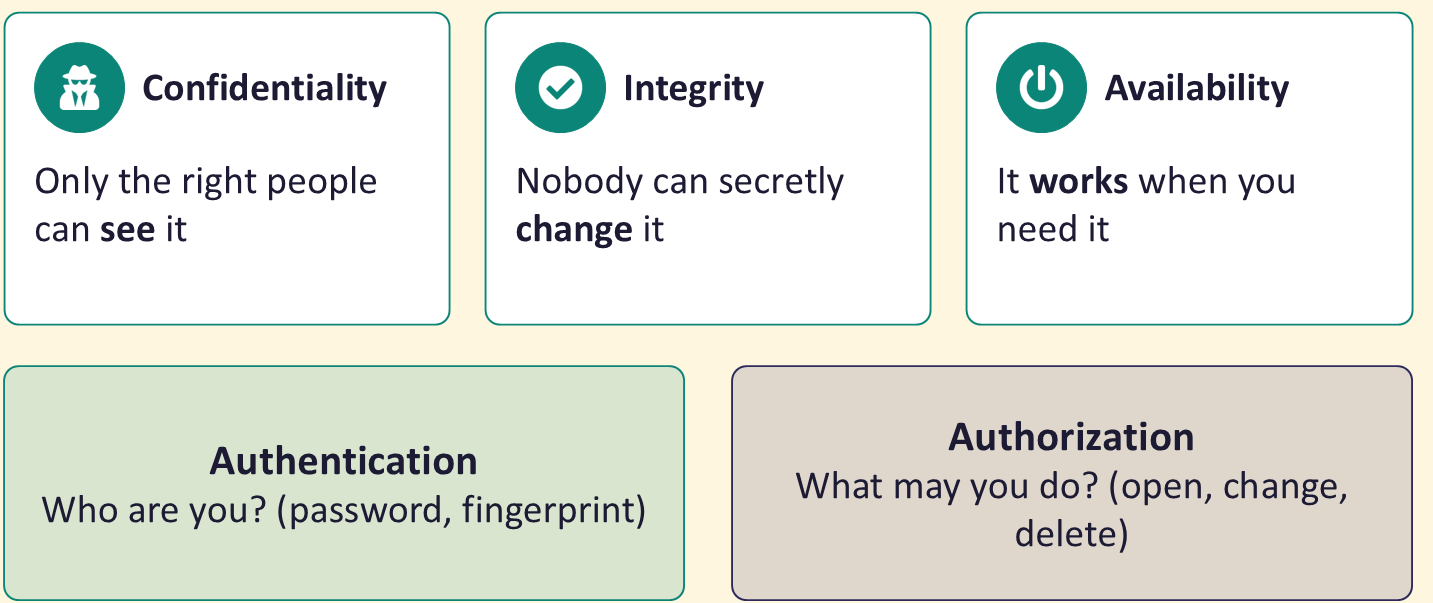 Confidentiality
Only the right people
can see it
Integrity
Nobody can secretly
change it
Availability
It works when you
need it
Authentication
Who are you? (password, fingerprint)
Authorization
What may you do? (open, change,
delete)